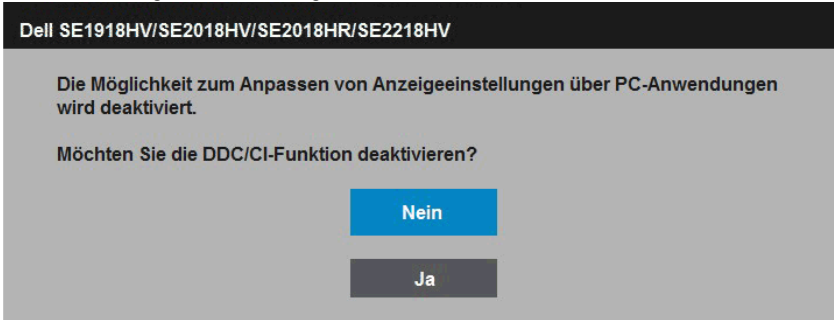 Dell SE1918HV/SE2018HV/SE2018HR/SE2218HV
Die Möglichkeit zum Anpassen von Anzeigeeinstellungen über PC-Anwendungen
wird deaktiviert.
Möchten Sie die DDC/CI-Funktion deaktivieren?
Nein
Ja